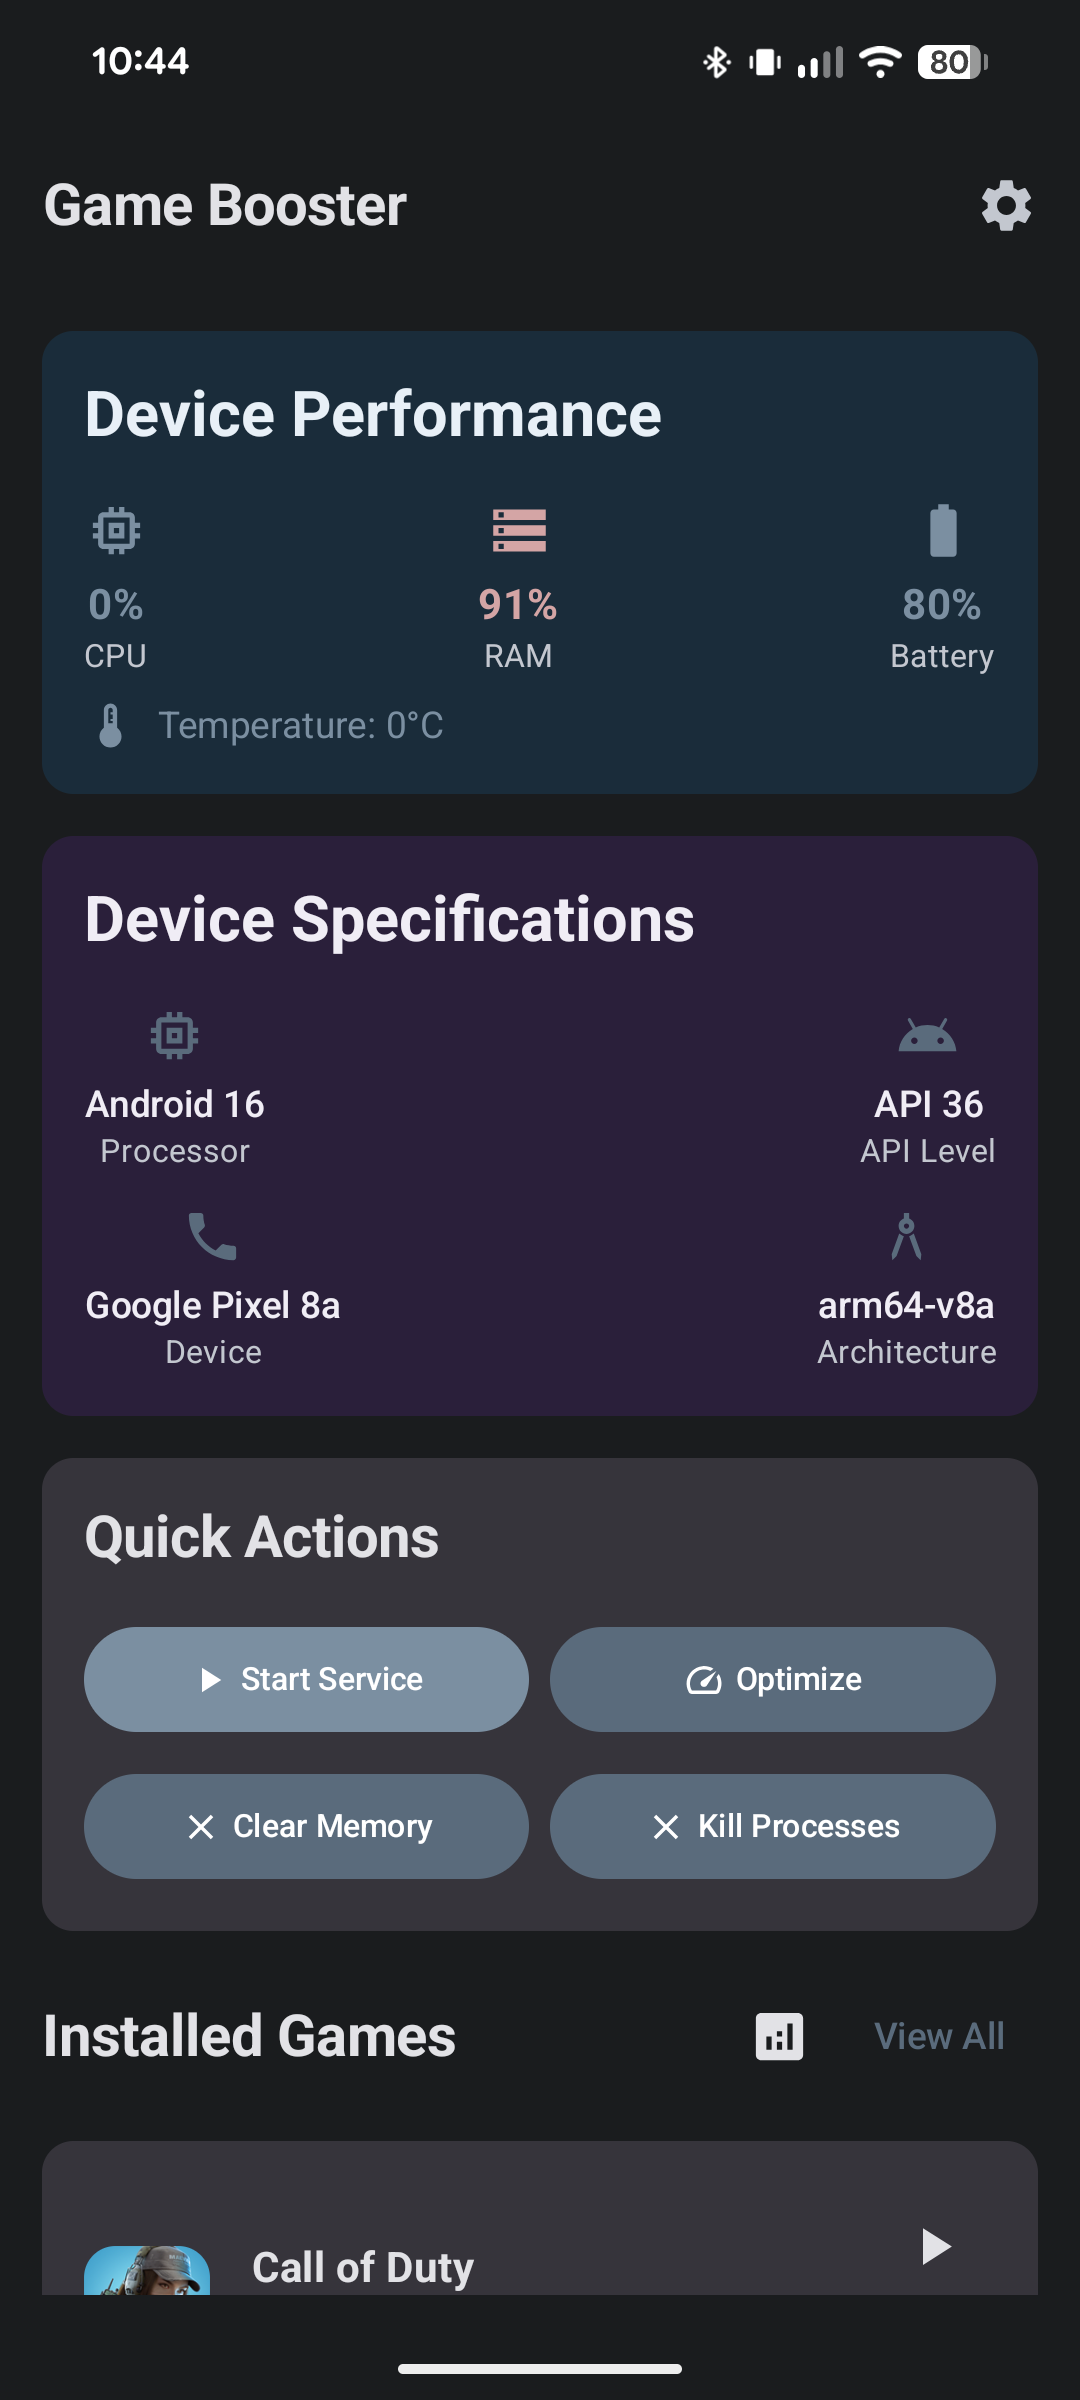 10:44
80
Game Booster
Device Performance
0% 91% 80%
CPU RAM Battery
Temperature: 0°C
Device Specifications
Android 16 API 36
Processor API Level
Google Pixel 8a arm64-v8a
Device Architecture
Quick Actions
Start Service Optimize
Clear Memory Kill Processes
Installed Games View All
Call of Duty